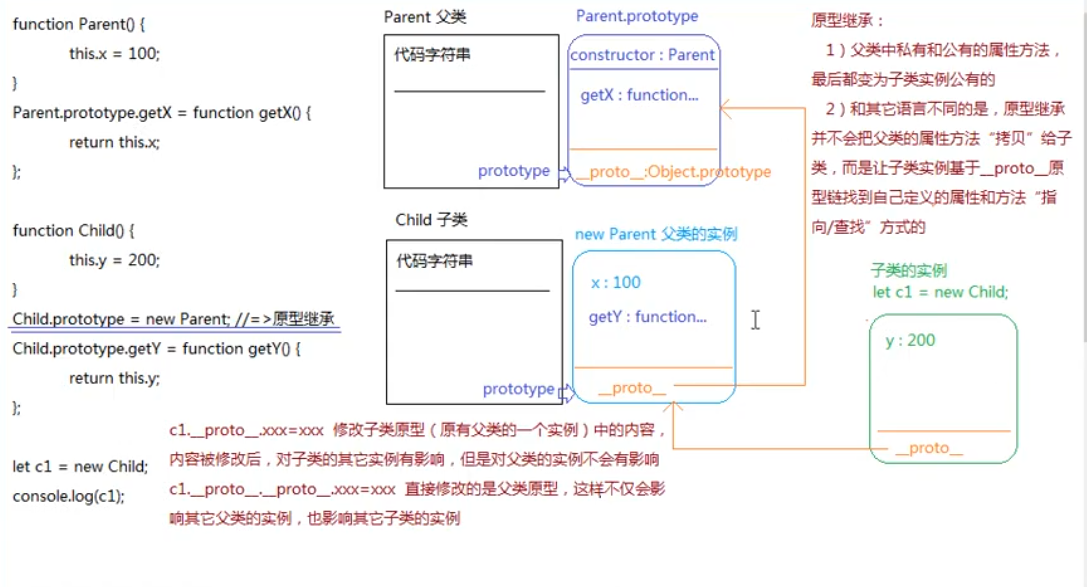 function Parent() {
this.x = 100;
}
Parent.prototype.getX = function getX() {
return this.x;
};
function Child() {
this.y = 200;
}
Child.prototype = new Parent; //=>原型继承
Child.prototype.getY = function getY() {
return this.y;
};
let c1 = new Child;
console.log(c1);
Parent 父类
代码字符串
prototype
Parent.prototype
constructor : Parent
getX : function...
__proto__:Object.prototype
Child 子类
代码字符串
prototype
new Parent 父类的实例
x : 100
getY : function...
__proto__
原型继承：
1）父类中私有和公有的属性方法，
最后都变为子类实例公有的
2）和其它语言不同的是，原型继承
并不会把父类的属性方法“拷贝”给子
类，而是让子类实例基于__proto__原
型链找到自己定义的属性和方法“指
向/查找”方式的
子类的实例
let c1 = new Child;
y : 200
__proto__
c1.__proto__.xxx=xxx 修改子类原型（原有父类的一个实例）中的内容，
内容被修改后，对子类的其它实例有影响，但是对父类的实例不会有影响
c1.__proto__.__proto__.xxx=xxx 直接修改的是父类原型，这样不仅会影
响其它父类的实例，也影响其它子类的实例